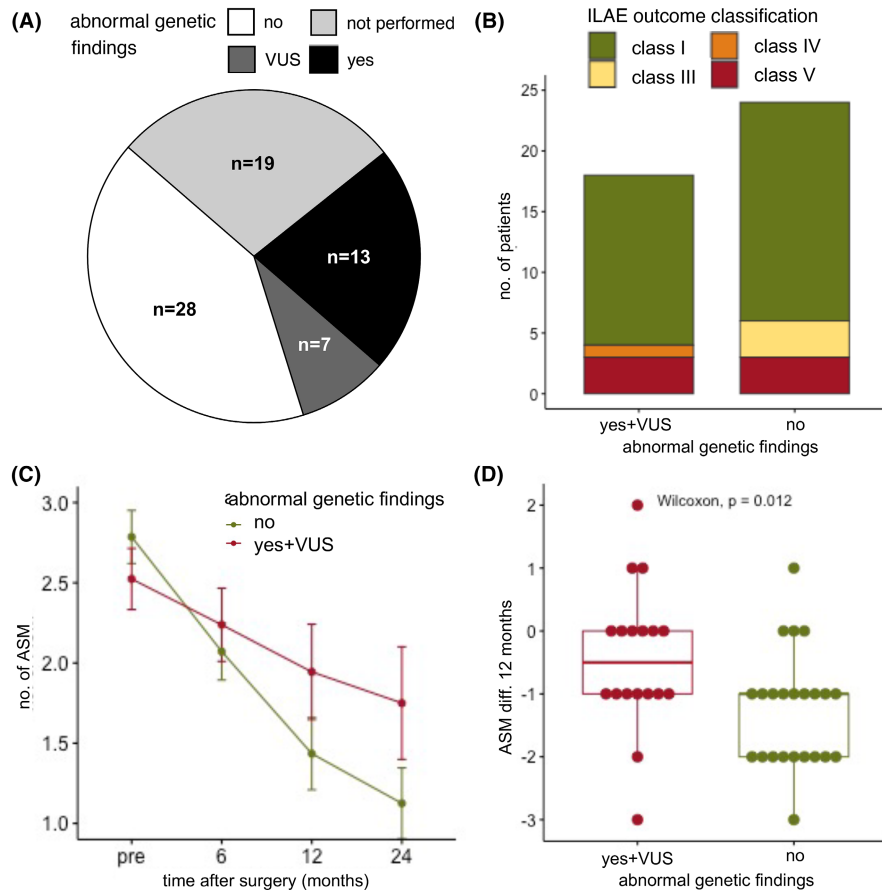 (A)
abnormal genetic
findings
no
not performed
VUS
yes
n=19
n=13
n=28
n=7
(B)
ILAE outcome classification
class I
class IV
class III
class V
no. of patients
25
20
15
10
5
0
yes+VUS
no
abnormal genetic findings
(C)
abnormal genetic findings
no
yes+VUS
no. of ASM
3.0
2.5
2.0
1.5
1.0
pre
6
12
24
time after surgery (months)
(D)
Wilcoxon, p = 0.012
ASM diff. 12 months
2
1
0
-1
-2
-3
yes+VUS
no
abnormal genetic findings